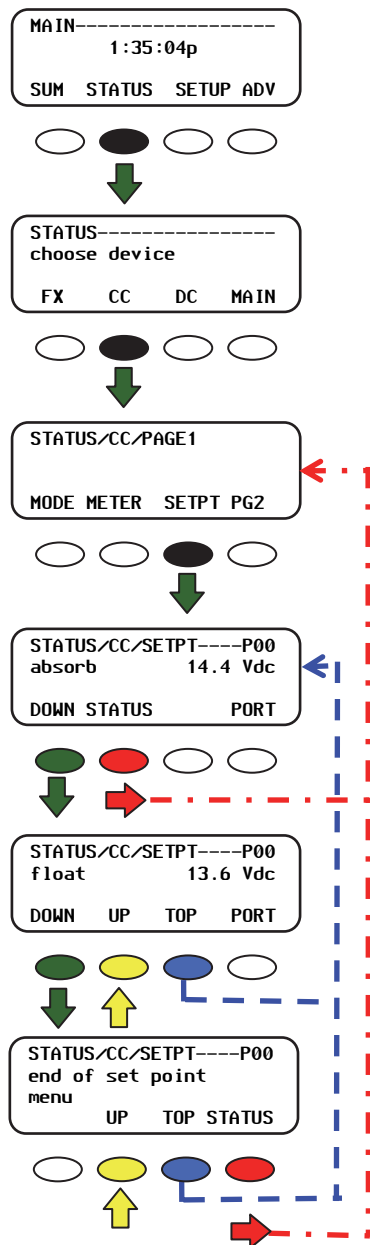 MAIN-------------------
1:35:04p
SUM STATUS SETUP ADV
STATUS-----------------
choose device
FX CC DC MAIN
STATUS/CC/PAGE1
MODE METER SETPT PG2
STATUS/CC/SETPT----P00
absorb 14.4 Vdc
DOWN STATUS PORT
STATUS/CC/SETPT----P00
float 13.6 Vdc
DOWN UP TOP PORT
STATUS/CC/SETPT----P00
end of set point
menu
UP TOP STATUS